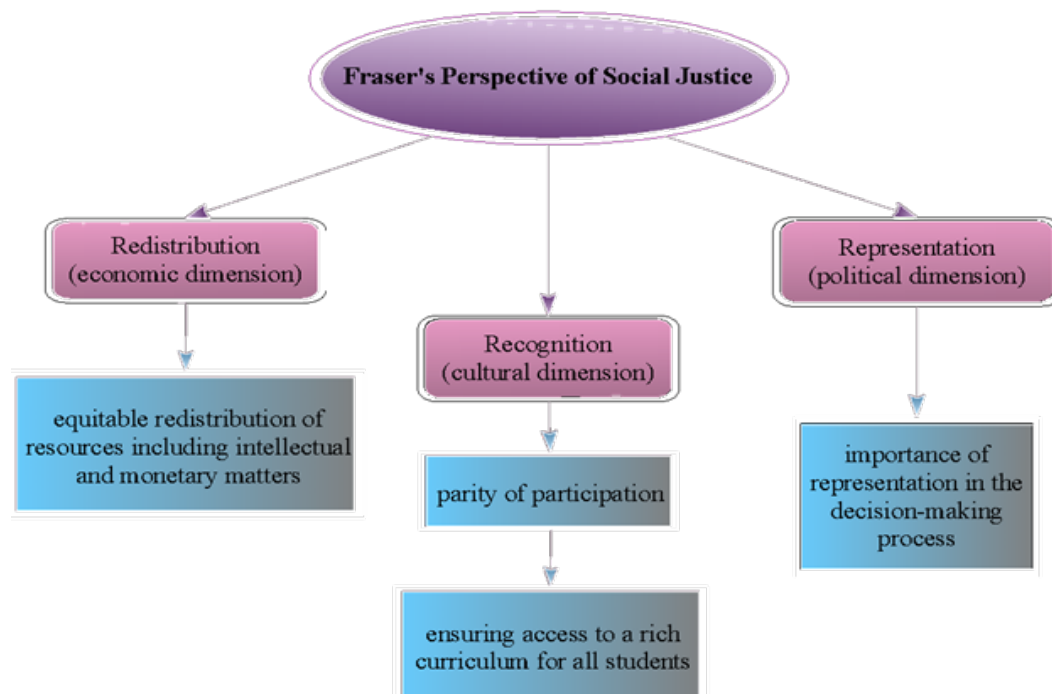 Fraser's Perspective of Social Justice
Redistribution
(economic dimension)
equitable redistribution of
resources including intellectual
and monetary matters
Recognition
(cultural dimension)
parity of participation
ensuring access to a rich
curriculum for all students
Representation
(political dimension)
importance of
representation in the
decision-making
process